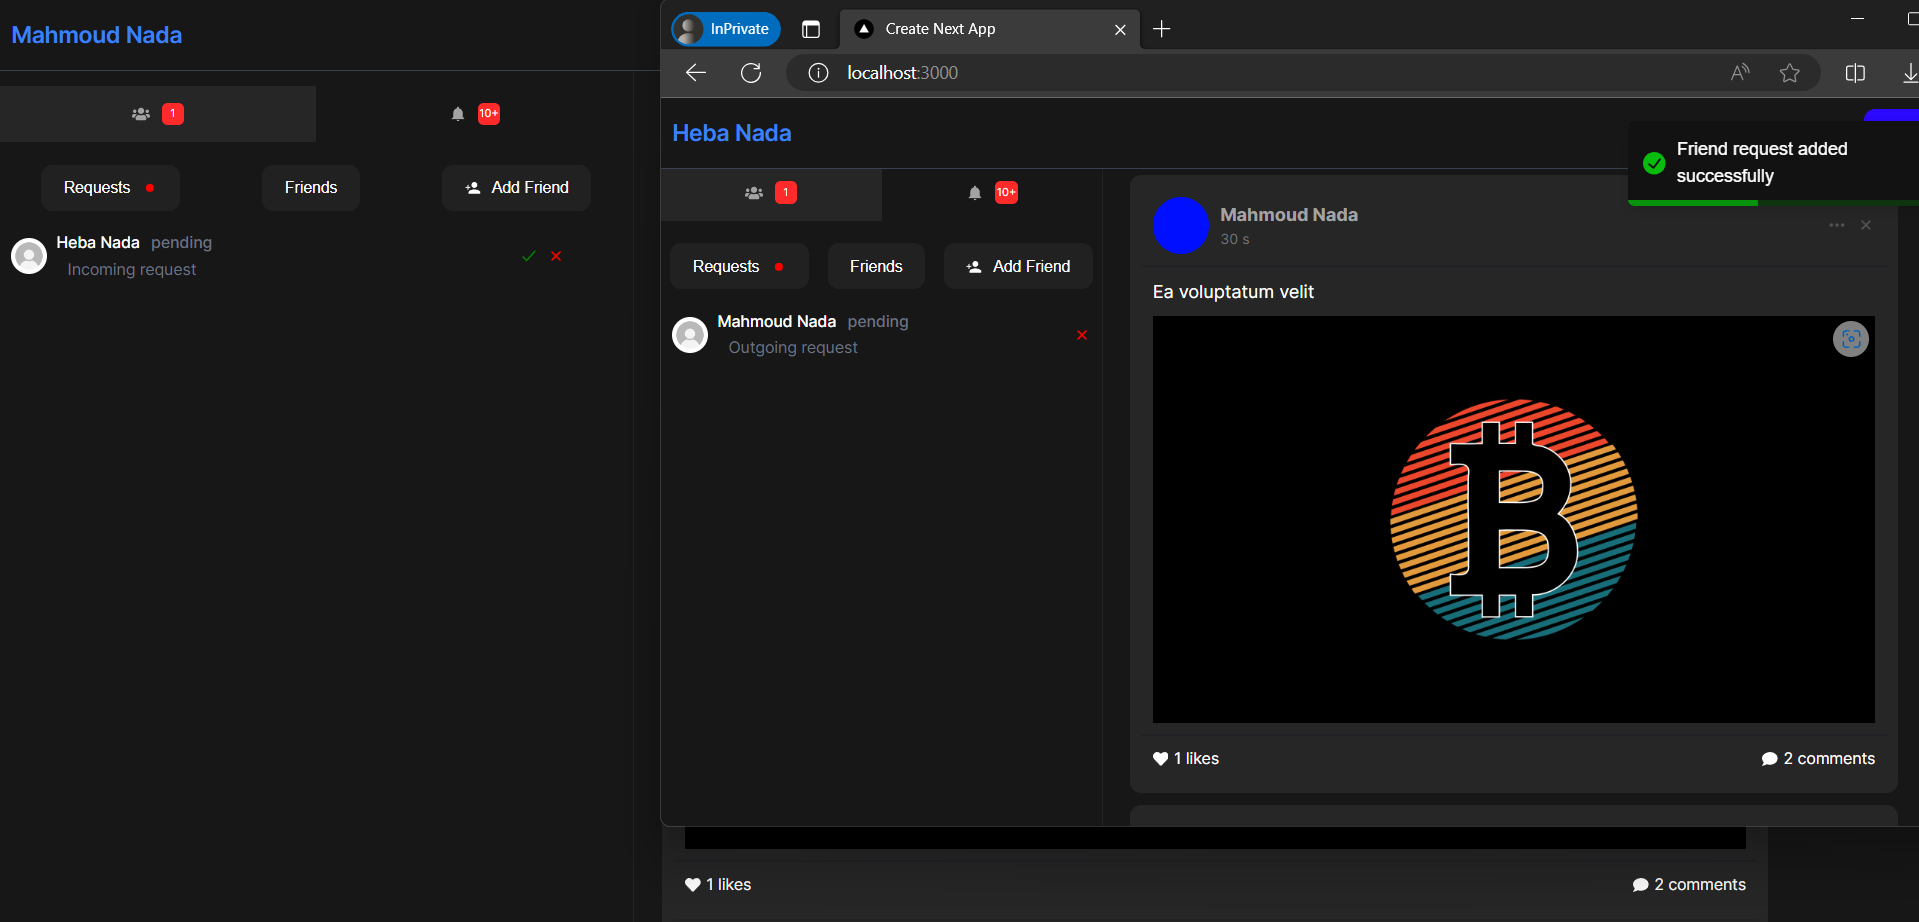 Mahmoud Nada
1
10+
Requests
Friends
Add Friend
Heba Nada pending
Incoming request
InPrivate
Create Next App
localhost:3000
Heba Nada
1
10+
Requests
Friends
Add Friend
Mahmoud Nada pending
Outgoing request
Friend request added
successfully
Mahmoud Nada
30 s
Ea voluptatum velit
1 likes
2 comments
1 likes
2 comments